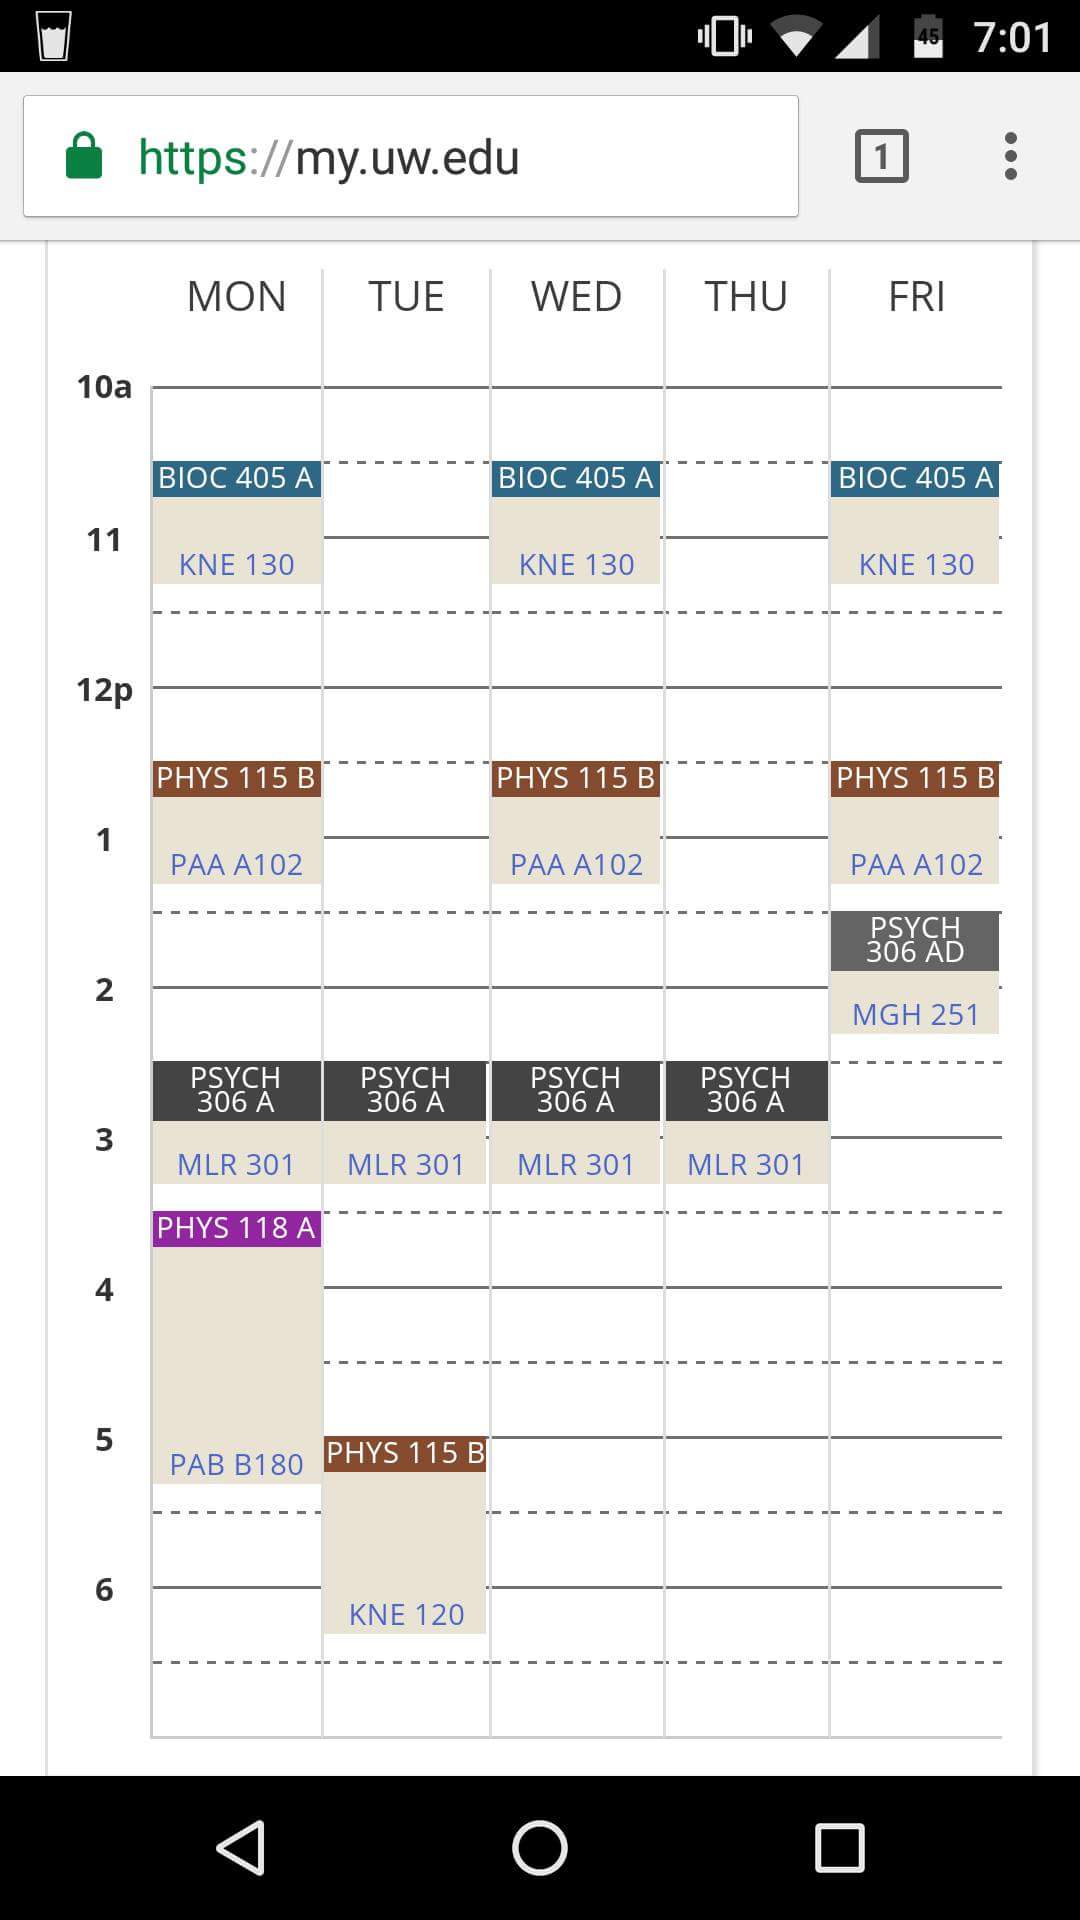 45 7:01
https://my.uw.edu 1
MON TUE WED THU FRI
10a
BIOC 405 A BIOC 405 A BIOC 405 A
11
KNE 130 KNE 130 KNE 130
12p
PHYS 115 B PHYS 115 B PHYS 115 B
1
PAA A102 PAA A102 PAA A102
PSYCH
306 AD
2
MGH 251
PSYCH PSYCH PSYCH PSYCH
306 A 306 A 306 A 306 A
3
MLR 301 MLR 301 MLR 301 MLR 301
PHYS 118 A
4
5
PHYS 115 B
PAB B180
6
KNE 120